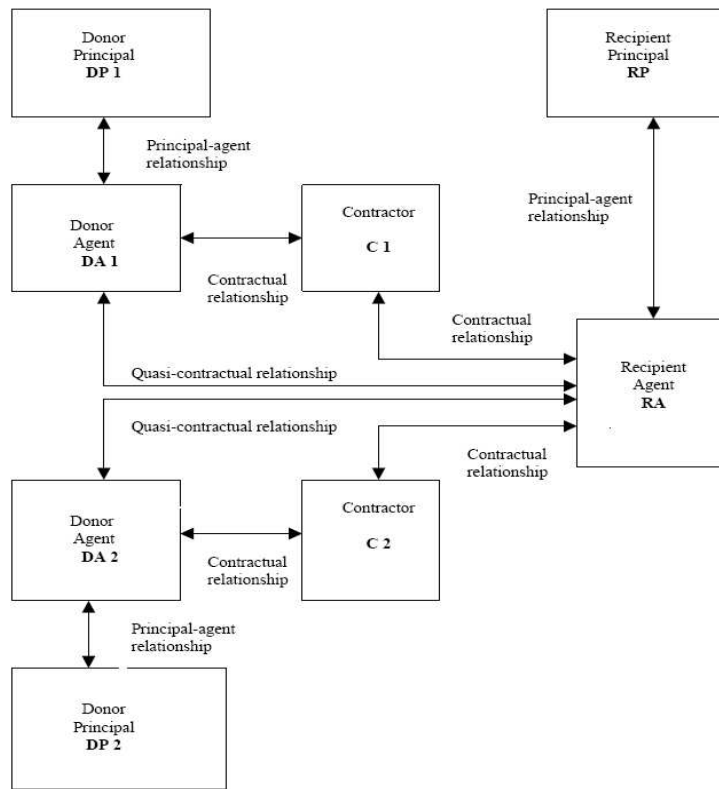 Donor
Principal
DP 1
Recipient
Principal
RP
Principal-agent
relationship
Donor
Agent
DA 1
Contractor
C 1
Principal-agent
relationship
Contractual
relationship
Contractual
relationship
Quasi-contractual relationship
Recipient
Agent
RA
Quasi-contractual relationship
Contractual
relationship
Donor
Agent
DA 2
Contractor
C 2
Contractual
relationship
Principal-agent
relationship
Donor
Principal
DP 2